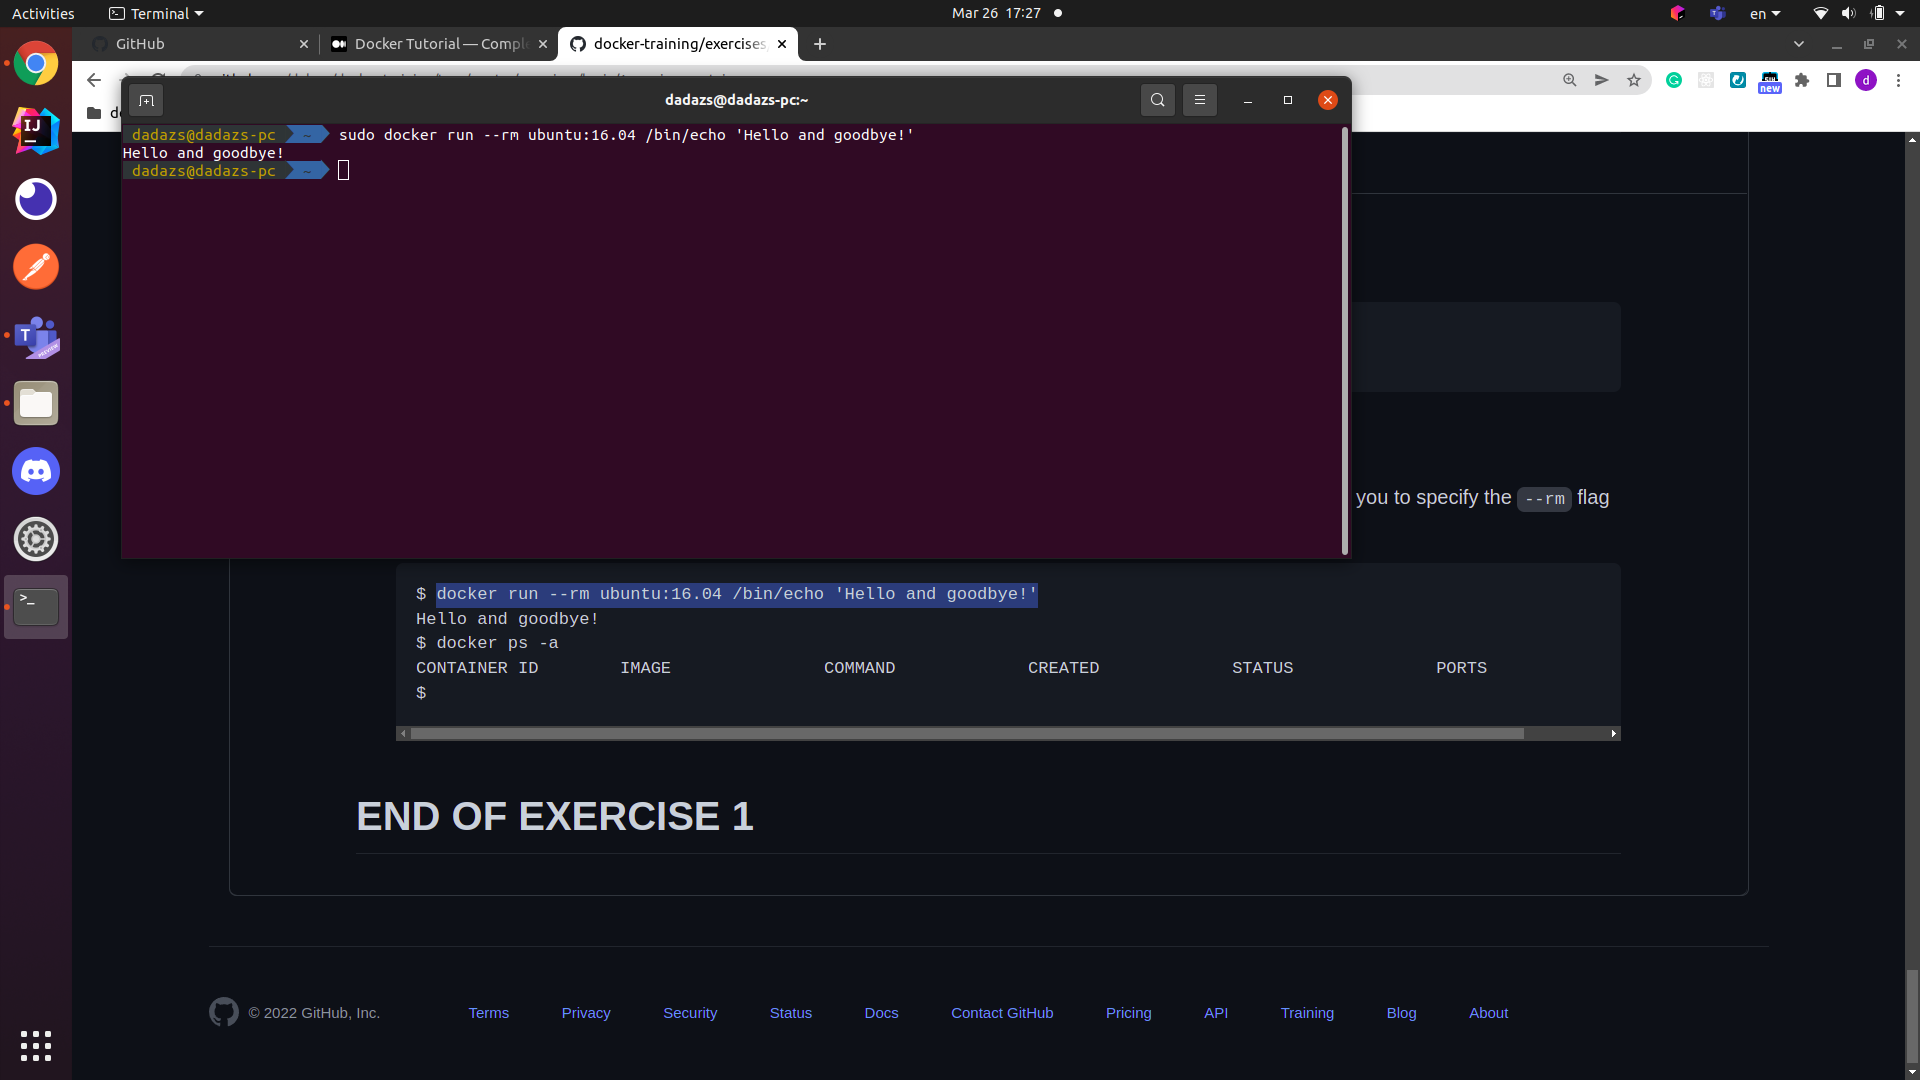 Activities
Terminal
Mar 26 17:27
en
GitHub
Docker Tutorial — Comple
docker-training/exercises
new
d
dadazs@dadazs-pc:~
dadazs@dadazs-pc ~ sudo docker run --rm ubuntu:16.04 /bin/echo 'Hello and goodbye!'
Hello and goodbye!
dadazs@dadazs-pc ~
you to specify the --rm flag
$ docker run --rm ubuntu:16.04 /bin/echo 'Hello and goodbye!'
Hello and goodbye!
$ docker ps -a
CONTAINER ID IMAGE COMMAND CREATED STATUS PORTS
$
END OF EXERCISE 1
© 2022 GitHub, Inc. Terms Privacy Security Status Docs Contact GitHub Pricing API Training Blog About